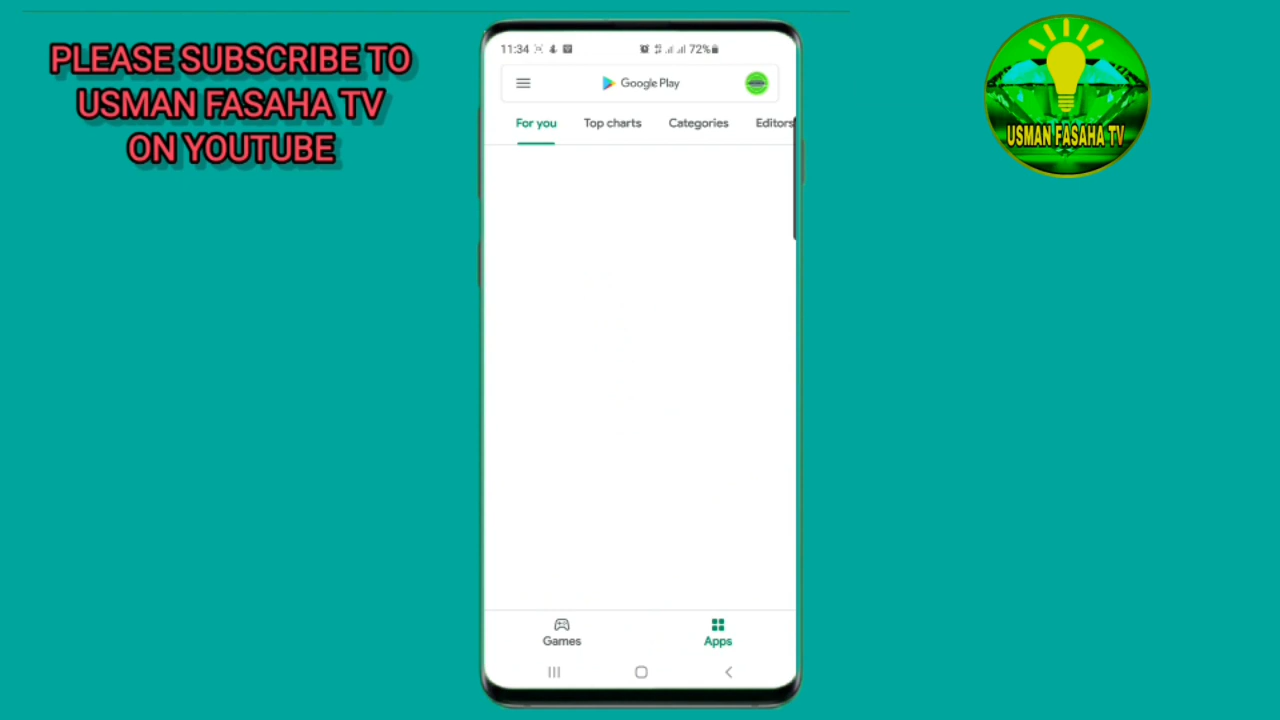 PLEASE SUBSCRIBE TO
USMAN FASAHA TV
ON YOUTUBE
11:34
72%
Google Play
For you
Top charts
Categories
Editors
Games
Apps
USMAN FASAHA TV